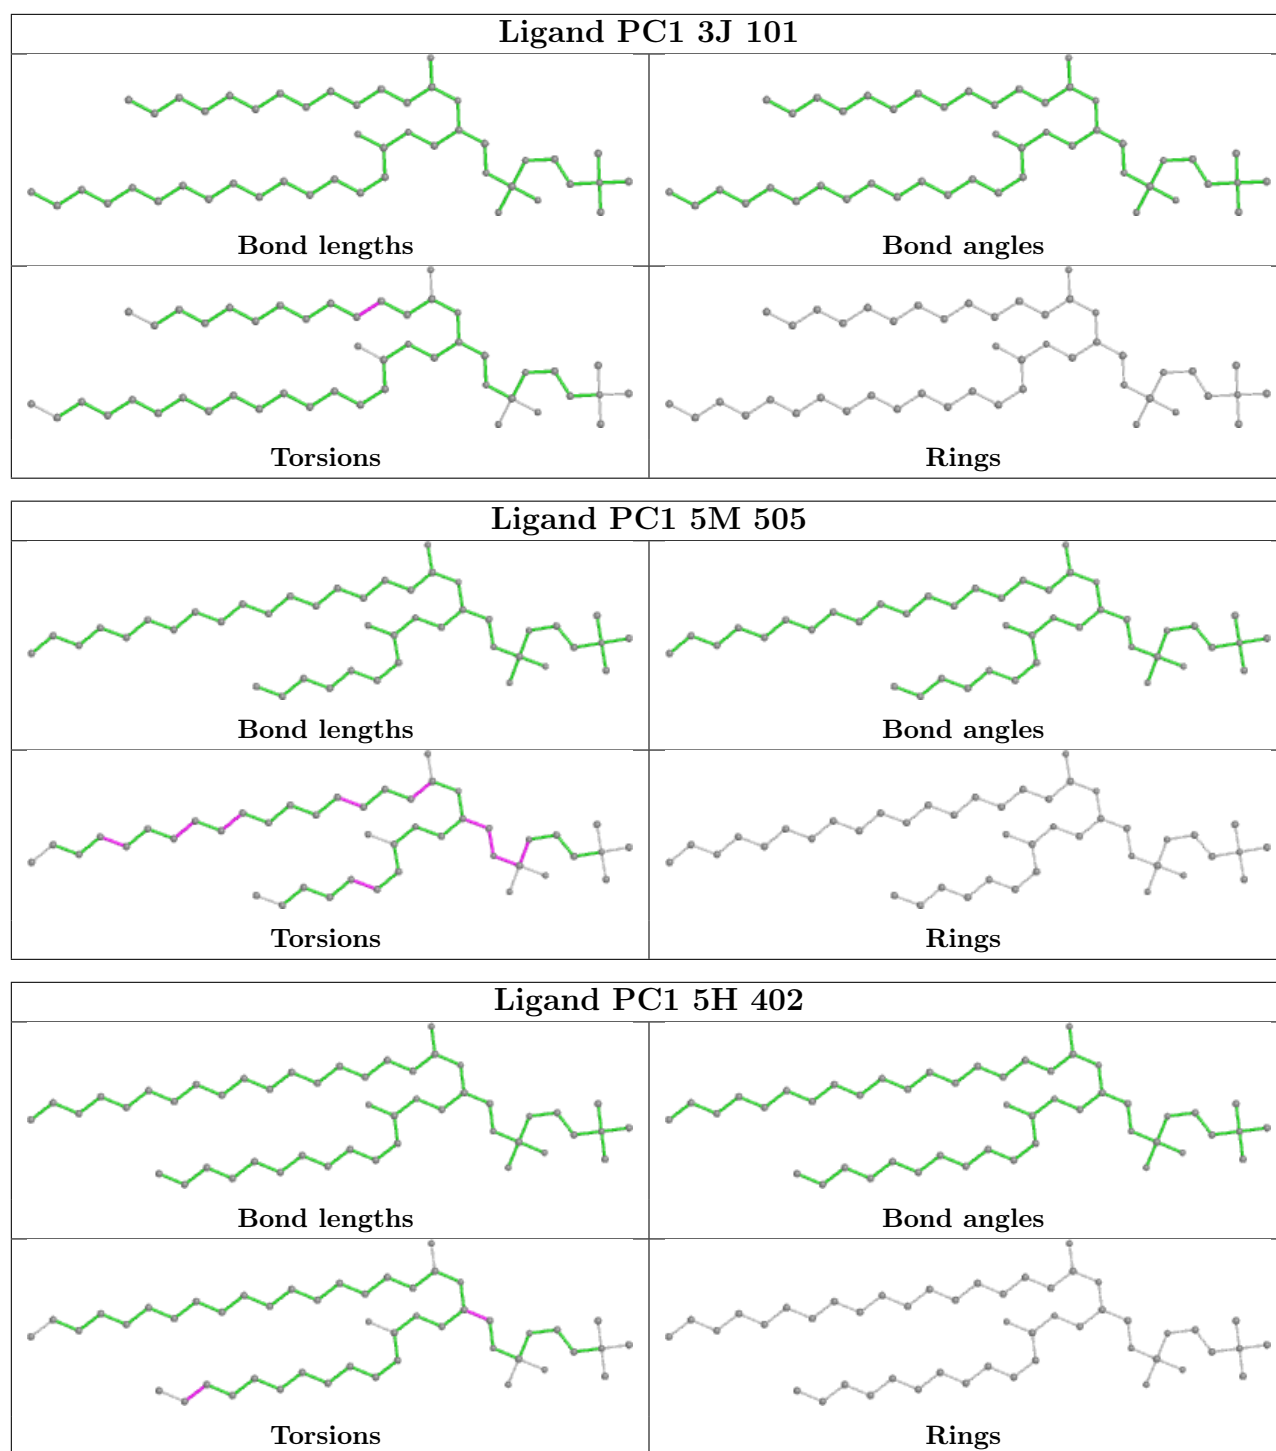 Ligand PC1 3J 101
Bond lengths
Bond angles
Torsions
Rings
Ligand PC1 5M 505
Bond lengths
Bond angles
Torsions
Rings
Ligand PC1 5H 402
Bond lengths
Bond angles
Torsions
Rings